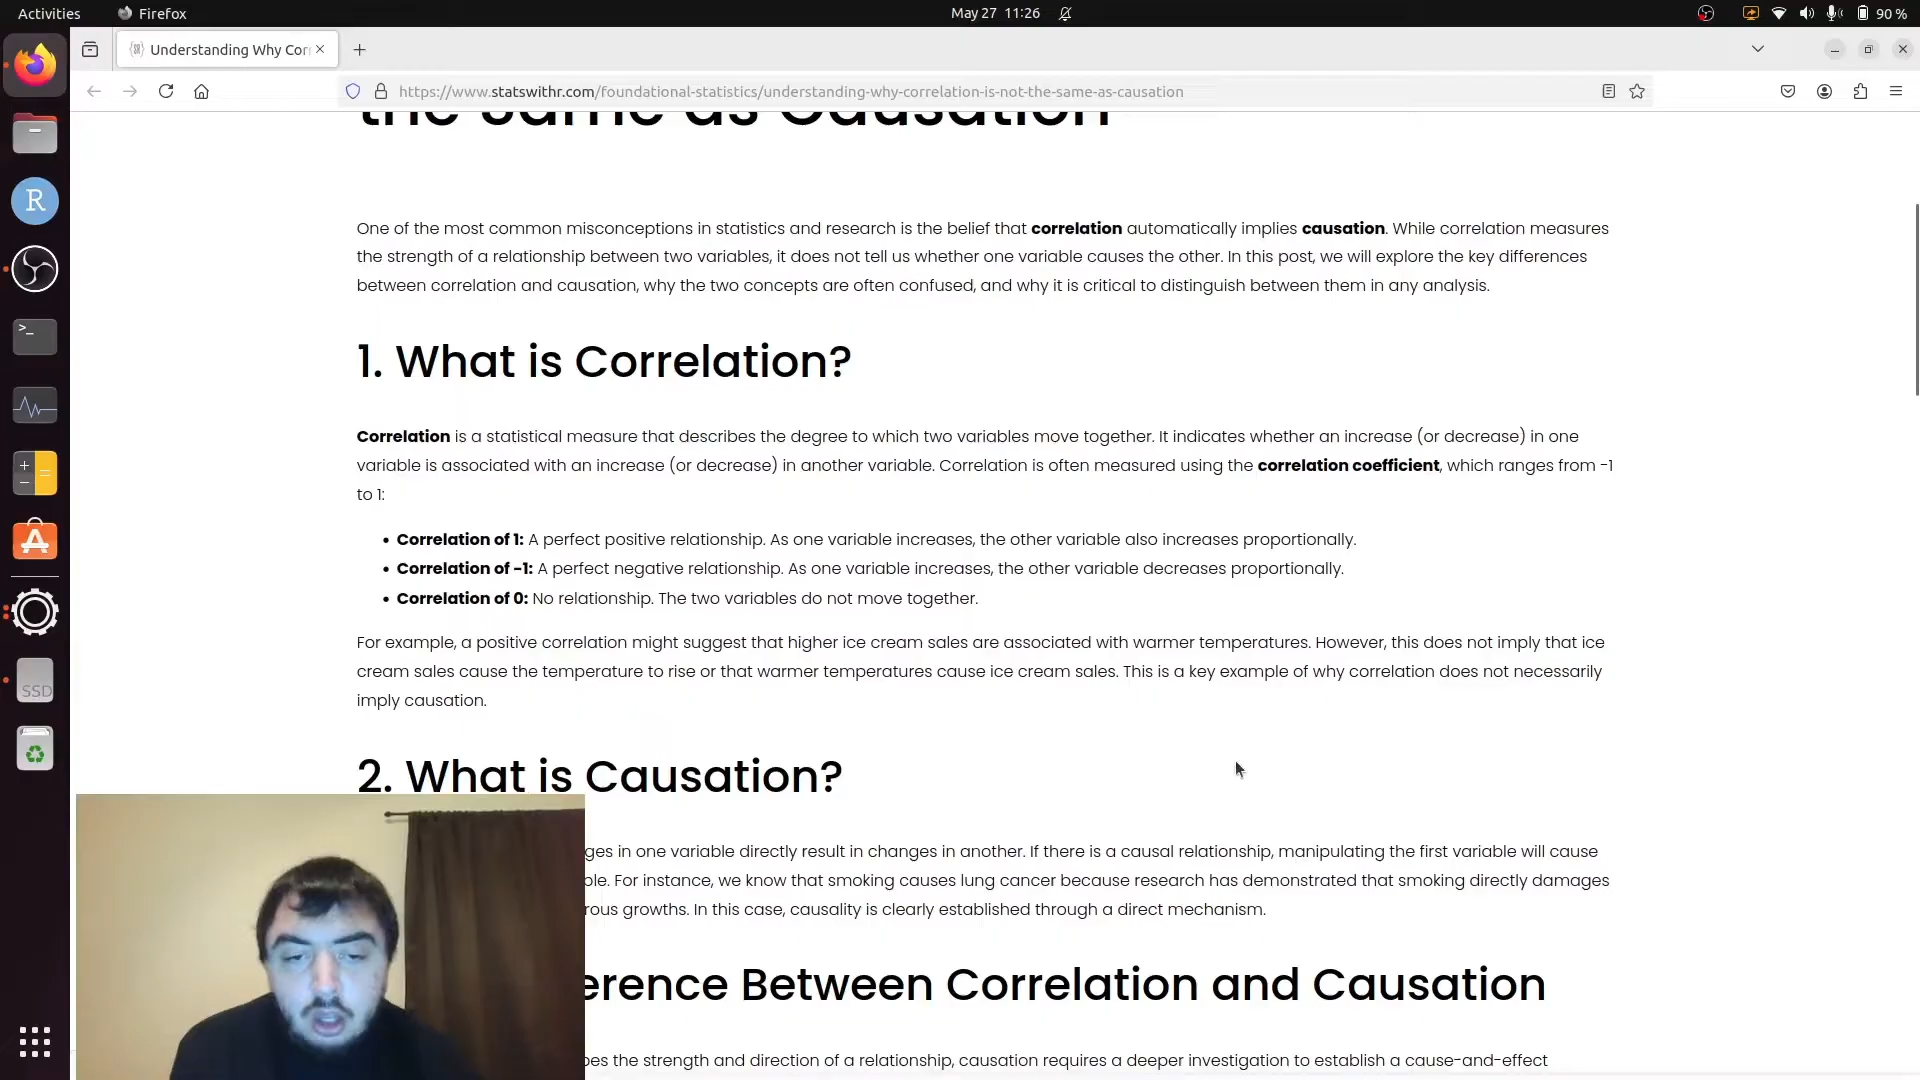 Activities
Firefox
May 27 11:26
90 %
Understanding Why Cor
https://www.statswithr.com/foundational-statistics/understanding-why-correlation-is-not-the-same-as-causation
the Same as Causation
One of the most common misconceptions in statistics and research is the belief that correlation automatically implies causation. While correlation measures
the strength of a relationship between two variables, it does not tell us whether one variable causes the other. In this post, we will explore the key differences
between correlation and causation, why the two concepts are often confused, and why it is critical to distinguish between them in any analysis.
1. What is Correlation?
Correlation is a statistical measure that describes the degree to which two variables move together. It indicates whether an increase (or decrease) in one
variable is associated with an increase (or decrease) in another variable. Correlation is often measured using the correlation coefficient, which ranges from -1
to 1:
• Correlation of 1: A perfect positive relationship. As one variable increases, the other variable also increases proportionally.
• Correlation of -1: A perfect negative relationship. As one variable increases, the other variable decreases proportionally.
• Correlation of 0: No relationship. The two variables do not move together.
For example, a positive correlation might suggest that higher ice cream sales are associated with warmer temperatures. However, this does not imply that ice
cream sales cause the temperature to rise or that warmer temperatures cause ice cream sales. This is a key example of why correlation does not necessarily
imply causation.
2. What is Causation?
ges in one variable directly result in changes in another. If there is a causal relationship, manipulating the first variable will cause
ble. For instance, we know that smoking causes lung cancer because research has demonstrated that smoking directly damages
rous growths. In this case, causality is clearly established through a direct mechanism.
erence Between Correlation and Causation
bes the strength and direction of a relationship, causation requires a deeper investigation to establish a cause-and-effect
R
SSD